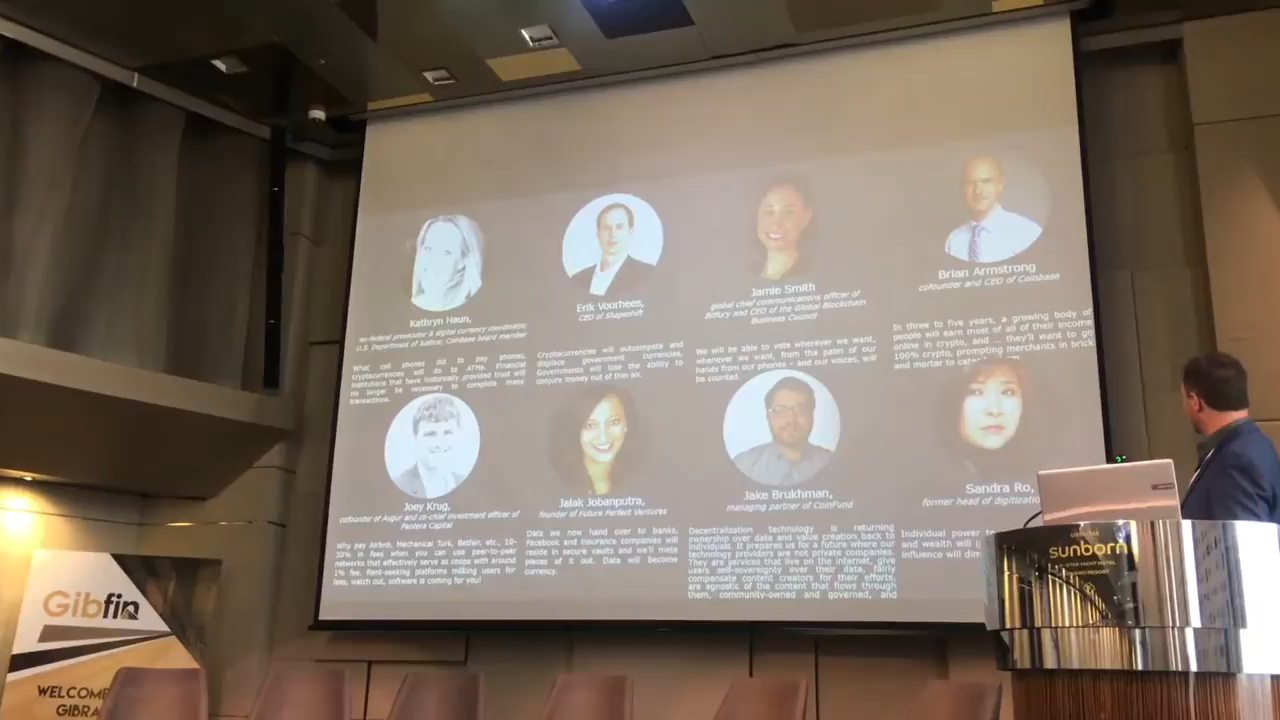 Kathryn Haun,
ex-federal prosecutor & digital currency coordinator,
U.S. Department of Justice; Coinbase board member
What cell phones did to pay phones,
cryptocurrencies will do to ATMs. Financial
institutions that have historically provided trust will
no longer be necessary to complete many
transactions.
Erik Voorhees,
CEO of Shapeshift
Cryptocurrencies will outcompete and
displace government currencies.
Governments will lose the ability to
conjure money out of thin air.
Jamie Smith
global chief communications officer of
Bitfury and CEO of the Global Blockchain
Business Council
We will be able to vote wherever we want,
whenever we want, from the palm of our
hands from our phones – and our voices, will
be counted.
Brian Armstrong
cofounder and CEO of Coinbase
In three to five years, a growing body of
people will earn most of all of their income
online in crypto, and ... they'll want to go
100% crypto, prompting merchants in brick
and mortar to
Joey Krug,
cofounder of Augur and co-chief investment officer of
Pantera Capital
Why pay Airbnb, Mechanical Turk, Betfair, etc., 10-
30% in fees when you can use peer-to-peer
networks that effectively serve as coops with around
1% fee. Rent-seeking platforms milking users for
fees, watch out, software is coming for you!
Jalak Jobanputra,
founder of Future Perfect Ventures
Data we now hand over to banks,
Facebook and insurance companies will
reside in secure vaults and we'll mete
pieces of it out. Data will become
currency.
Jake Brukhman,
managing partner of CoinFund
Decentralization technology is returning
ownership over data and value creation back to
individuals. It prepares us for a future where our
technology providers are not private companies.
They are services that live on the internet, give
users self-sovereignty over their data, fairly
compensate content creators for their efforts,
are agnostic of the content that flows through
them, community-owned and governed, and
Sandra Ro,
former head of
Individual power
and wealth will
influence will
sunborn
Gibfin
WELCOME